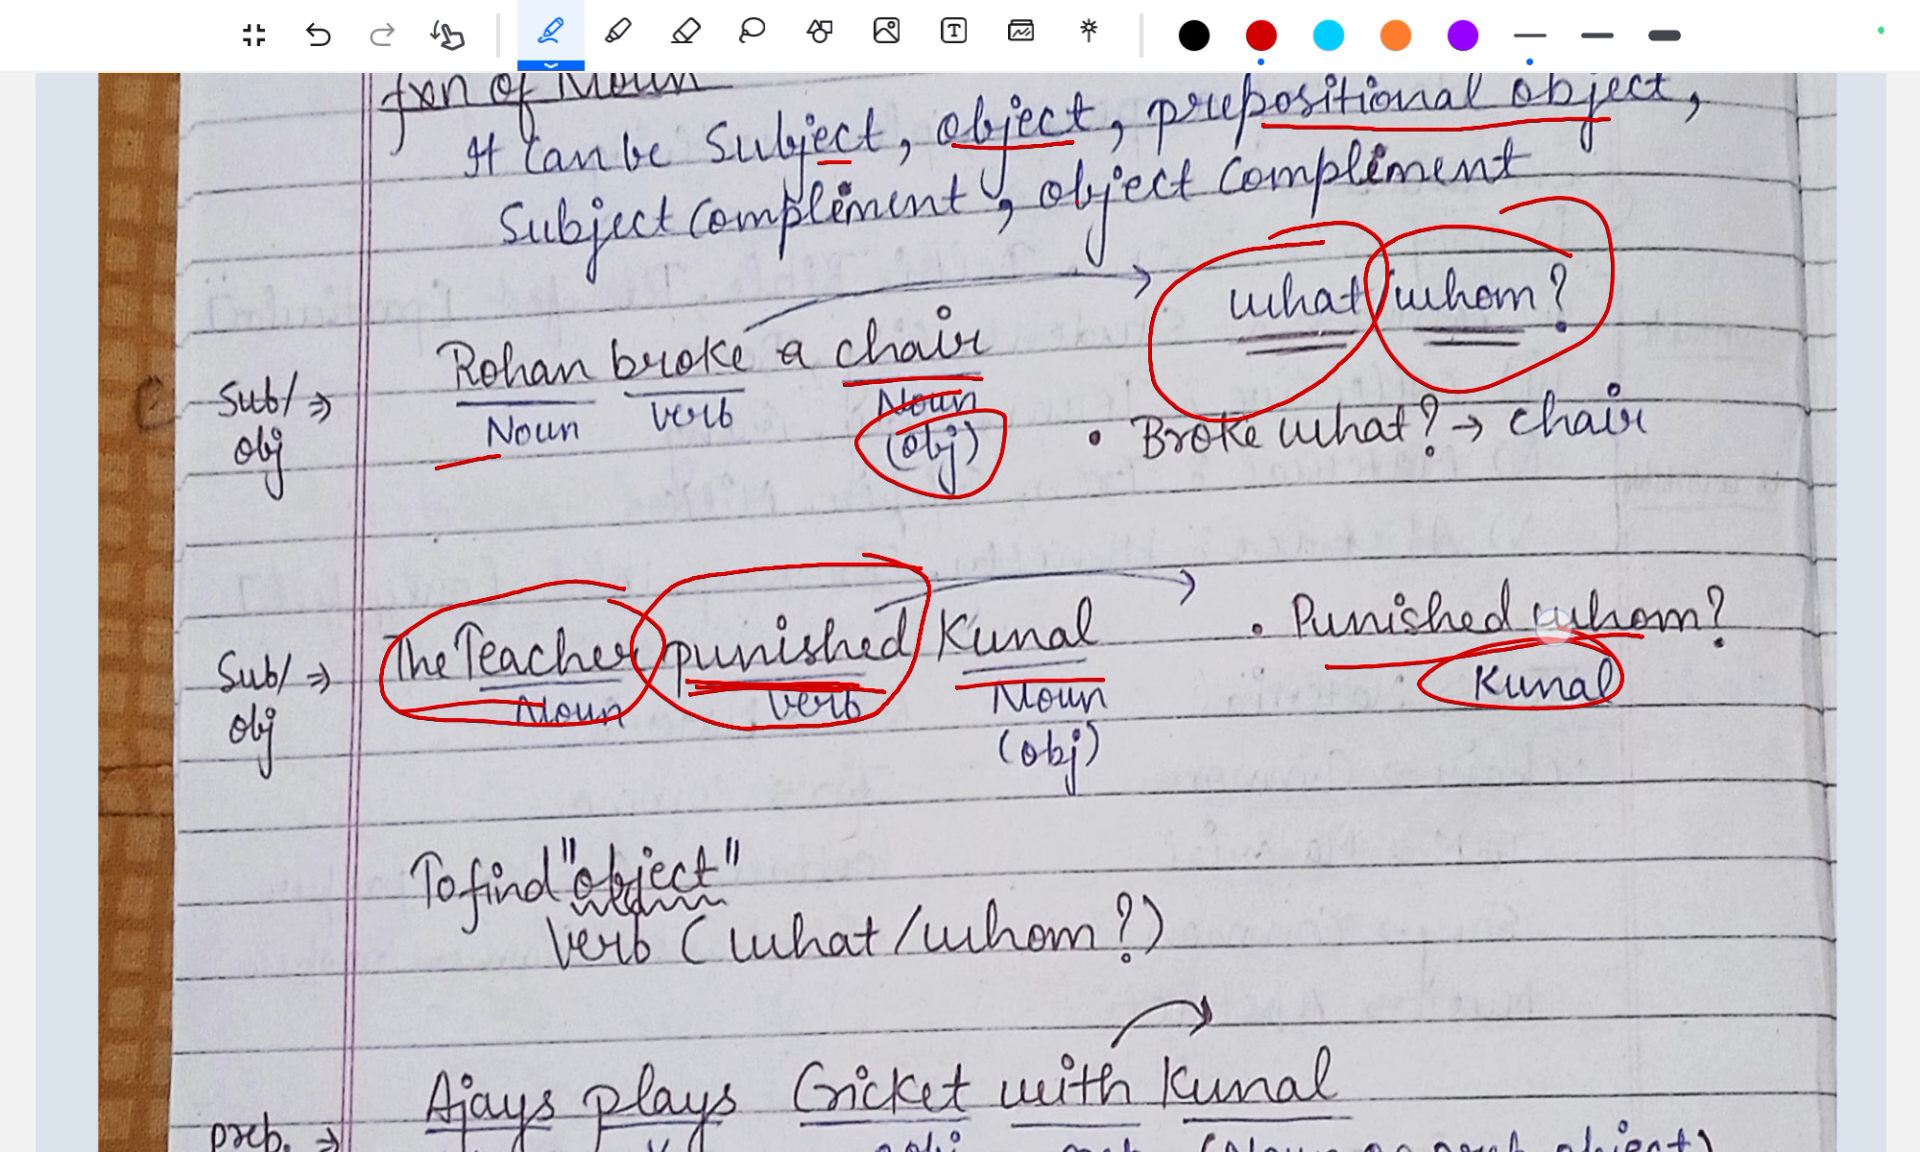 fxn of Noun
It can be Subject, object, prepositional object,
Subject Compliment, object Compliment
what/whom?
Rohan broke a chair
Sub/ ⇒
obj
Noun verb Noun
(obj)
• Broke what? → chair
The Teacher punished Kunal
• Punished whom?
Kunal
Sub/ ⇒
obj
Noun verb Noun
(obj)
To find "object"
Verb (what/whom?)
Ajays plays Cricket with Kunal
prep. ⇒